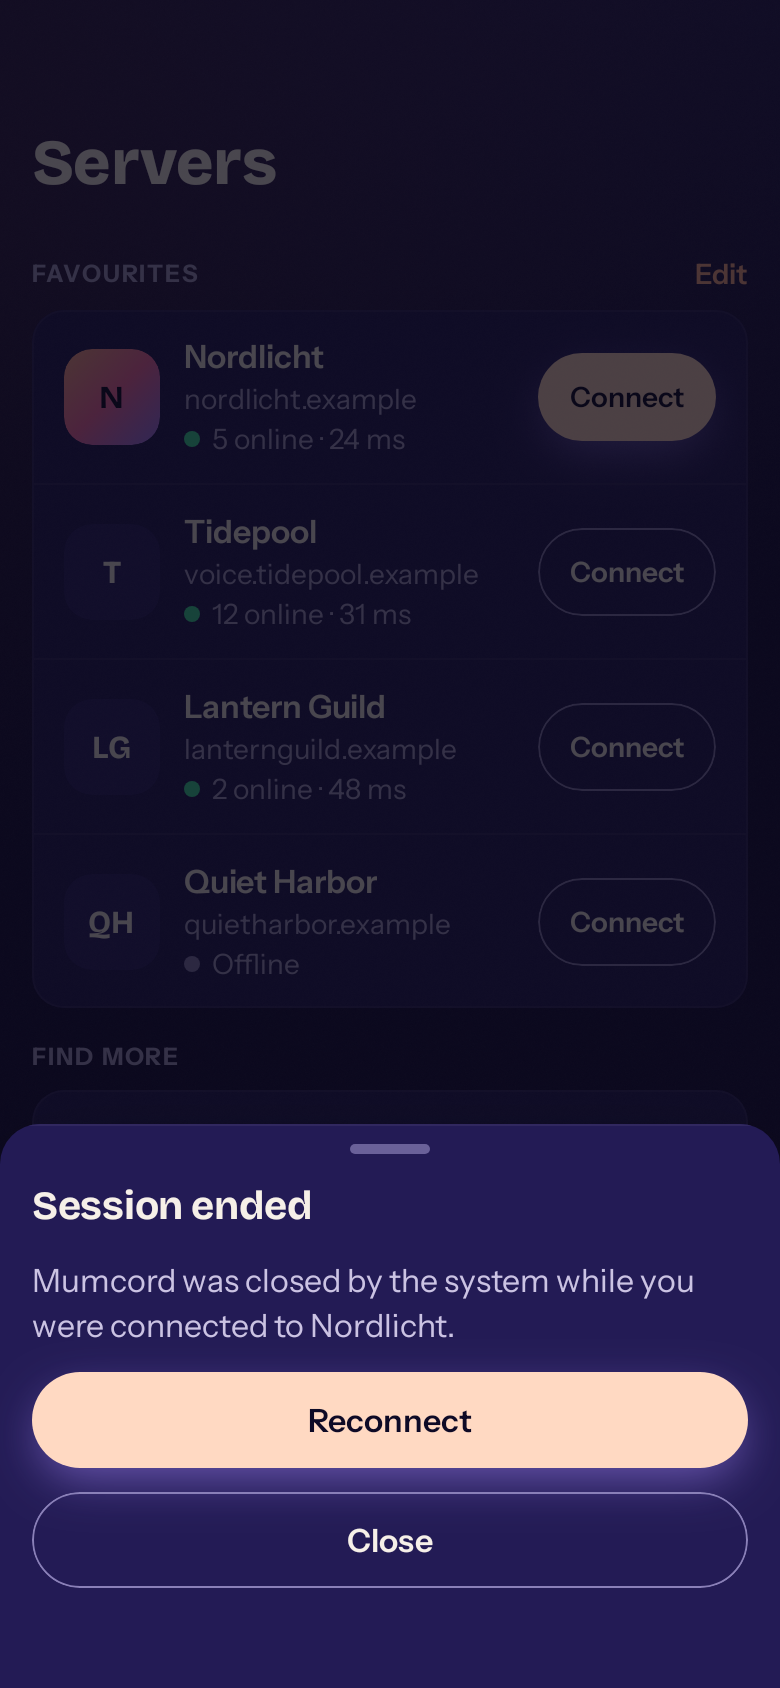 Servers
FAVOURITES
Edit
N
Nordlicht
nordlicht.example
5 online · 24 ms
Connect
T
Tidepool
voice.tidepool.example
12 online · 31 ms
Connect
LG
Lantern Guild
lanternguild.example
2 online · 48 ms
Connect
QH
Quiet Harbor
quietharbor.example
Offline
Connect
FIND MORE
Session ended
Mumcord was closed by the system while you
were connected to Nordlicht.
Reconnect
Close